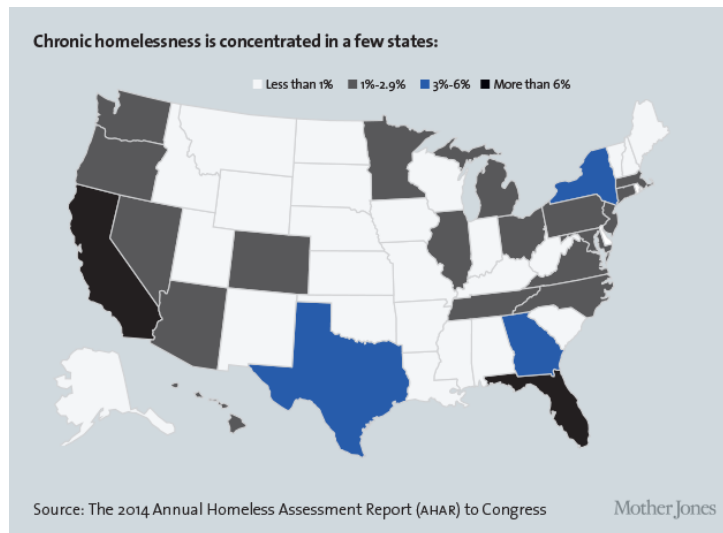 Chronic homelessness is concentrated in a few states:
Less than 1% 1%-2.9% 3%-6% More than 6%
Source: The 2014 Annual Homeless Assessment Report (AHAR) to Congress
Mother Jones